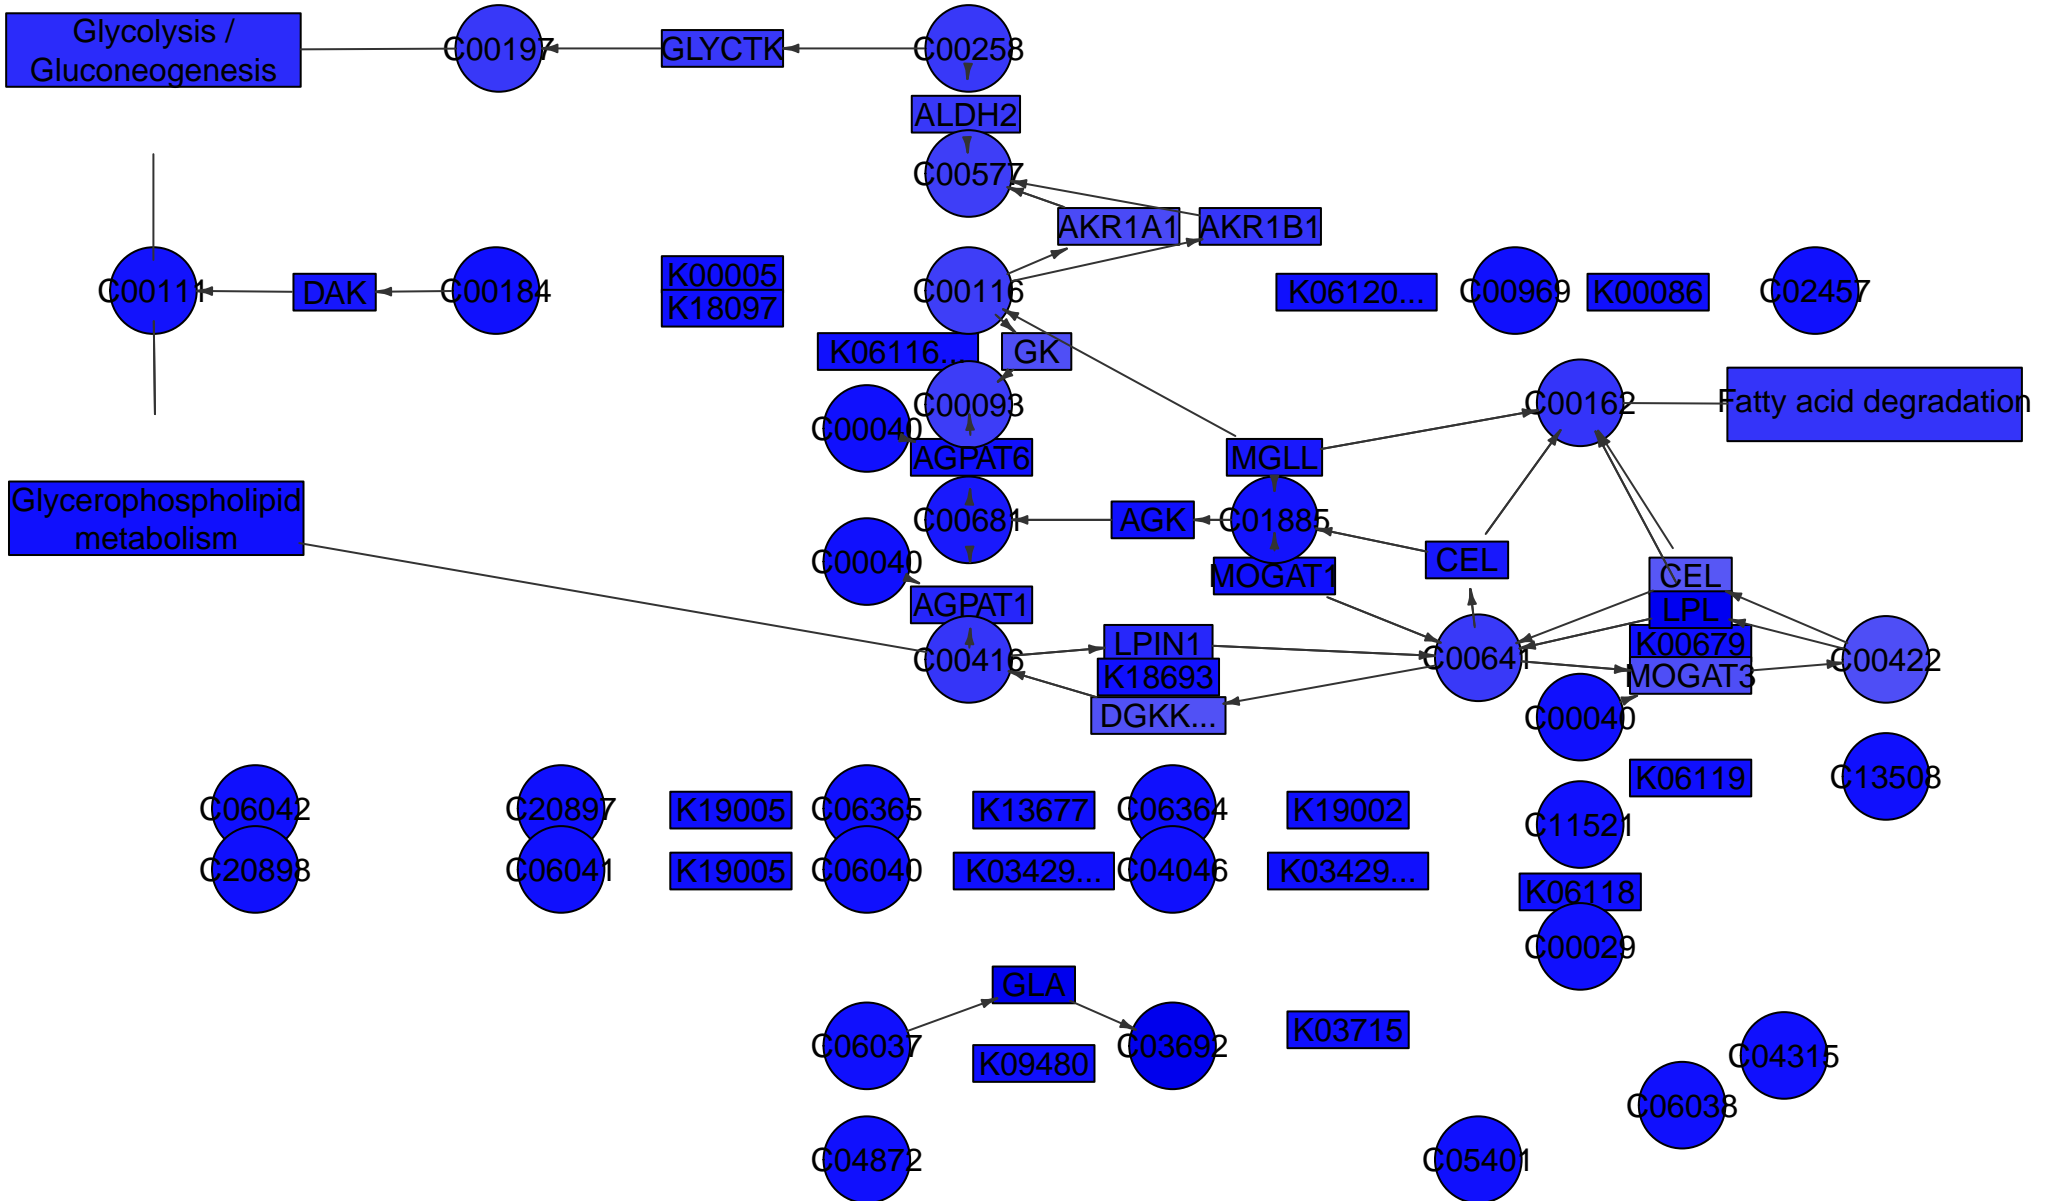 Glycolysis /
Gluconeogenesis
C00197
GLYCTK
C00258
ALDH2
C00577
AKR1A1
AKR1B1
C00111
DAK
C00184
K00005
K18097
C00116
K06120...
C00969
K00086
C02457
K06116...
GK
C00093
C00162
Fatty acid degradation
C00040
AGPAT6
MGLL
Glycerophospholipid
metabolism
C00681
AGK
C01885
C00040
MOGAT1
CEL
CEL
LPL
AGPAT1
C00416
LPIN1
K18693
DGKK...
C00641
K00679
MOGAT3
C00422
C00040
K06119
C13508
C06042
C20897
K19005
C06365
K13677
C06364
K19002
C11521
C20898
C06041
K19005
C06040
K03429...
C04046
K03429...
K06118
C00029
GLA
C06037
K09480
C03692
K03715
C04315
C06038
C04872
C05401